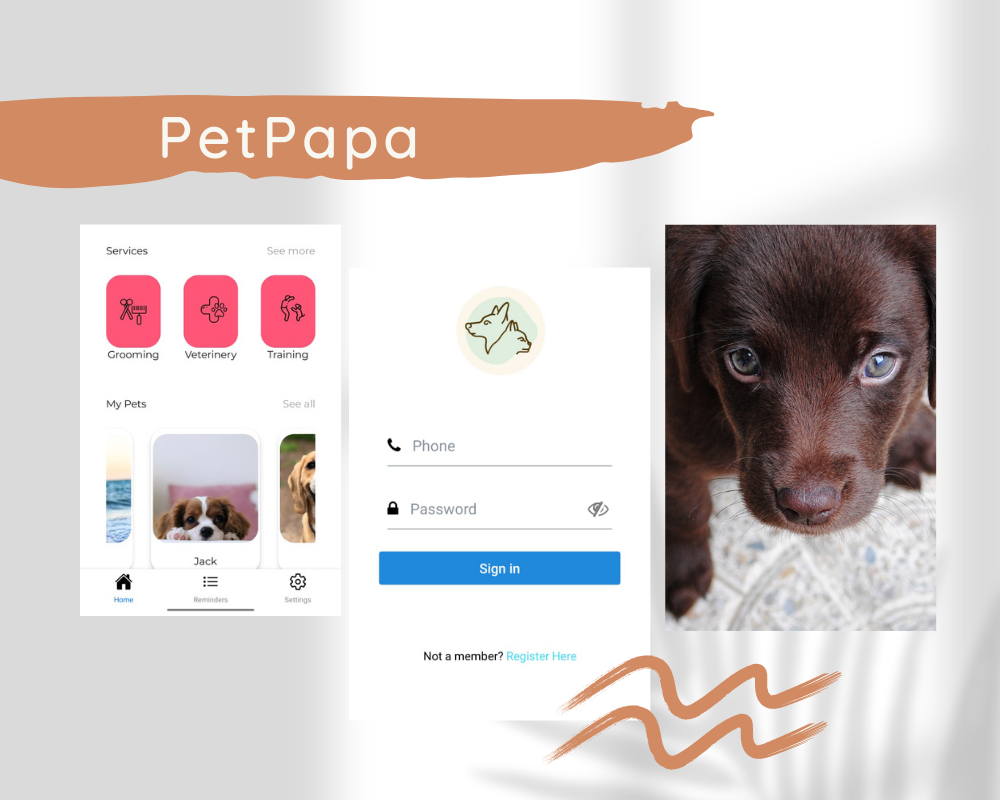 PetPapa
Services See more
Grooming Veterinery Training
My Pets See all
Jack
Home Reminders Settings
Phone
Password
Sign in
Not a member? Register Here